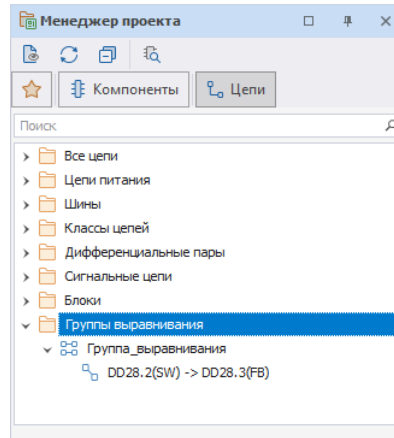 Менеджер проекта
Компоненты Цепи
Поиск
Все цепи
Цепи питания
Шины
Классы цепей
Дифференциальные пары
Сигнальные цепи
Блоки
Группы выравнивания
Группа_выравнивания
DD28.2(SW) -> DD28.3(FB)